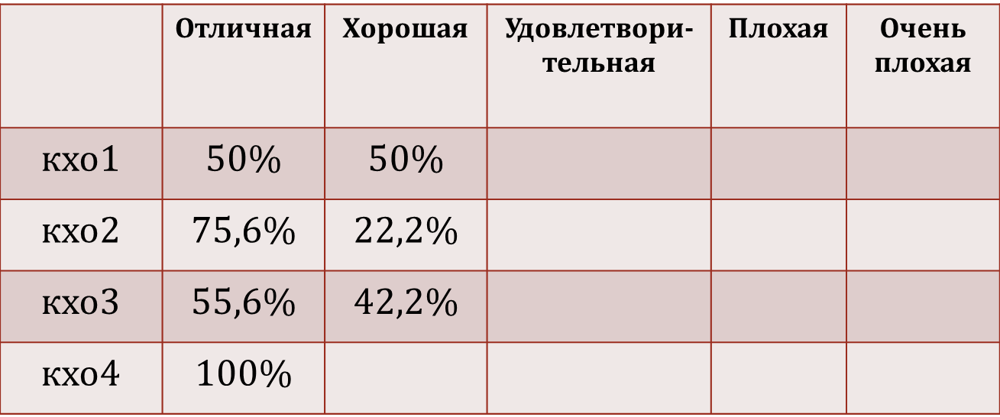 Отличная Хорошая Удовлетвори- Плохая Очень
тельная плохая
кхо1 50% 50%
кхо2 75,6% 22,2%
кхо3 55,6% 42,2%
кхо4 100%